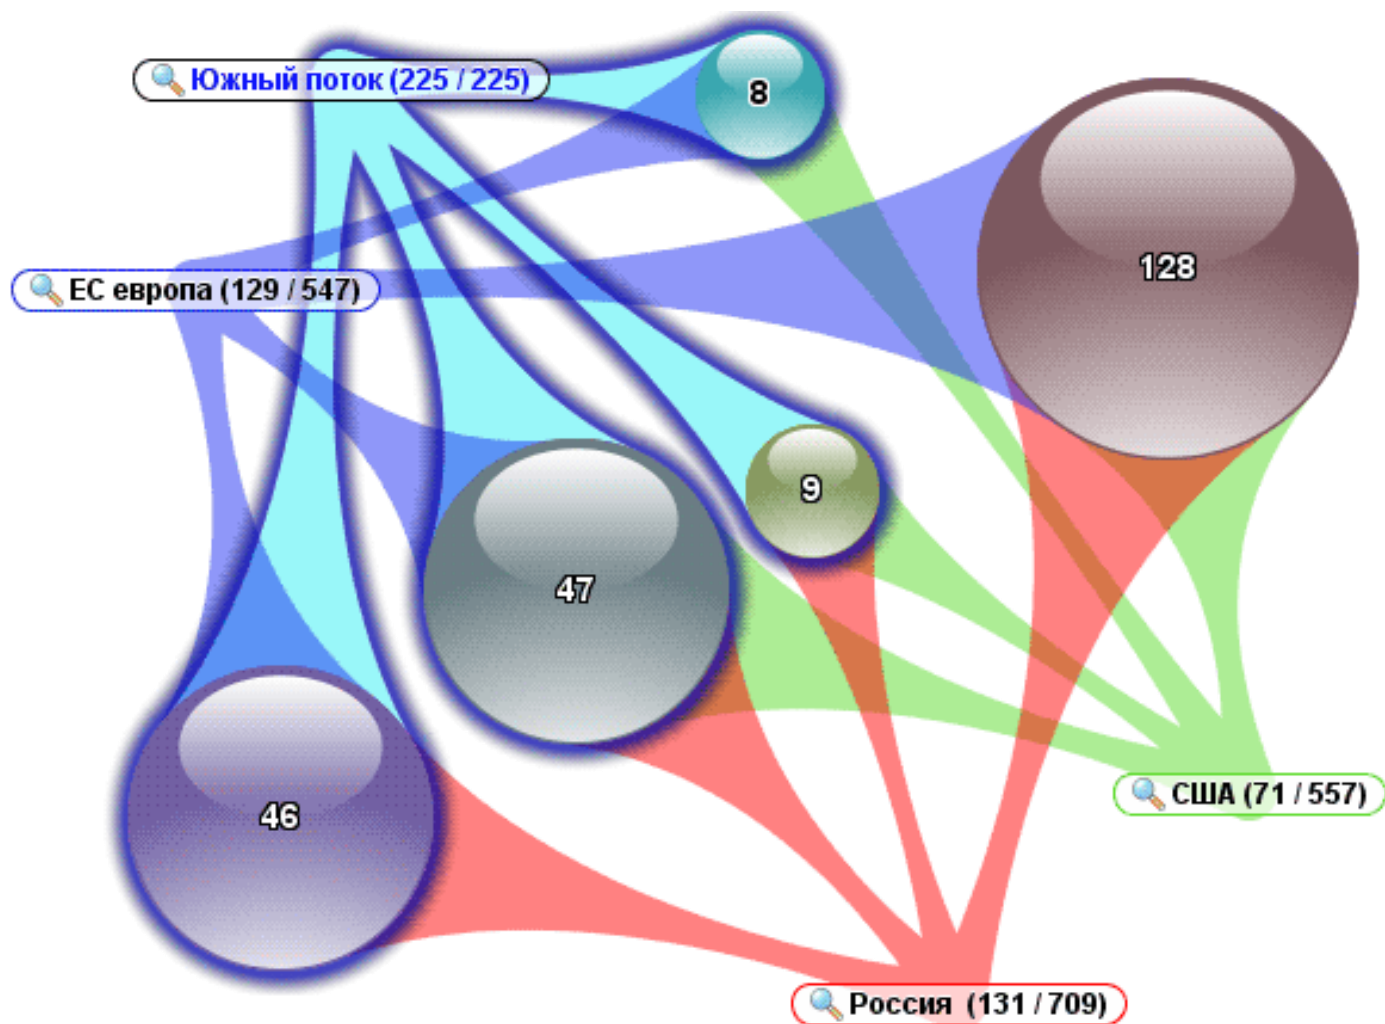 Южный поток (225 / 225)
8
128
ЕС европа (129 / 547)
9
47
46
США (71 / 557)
Россия (131 / 709)